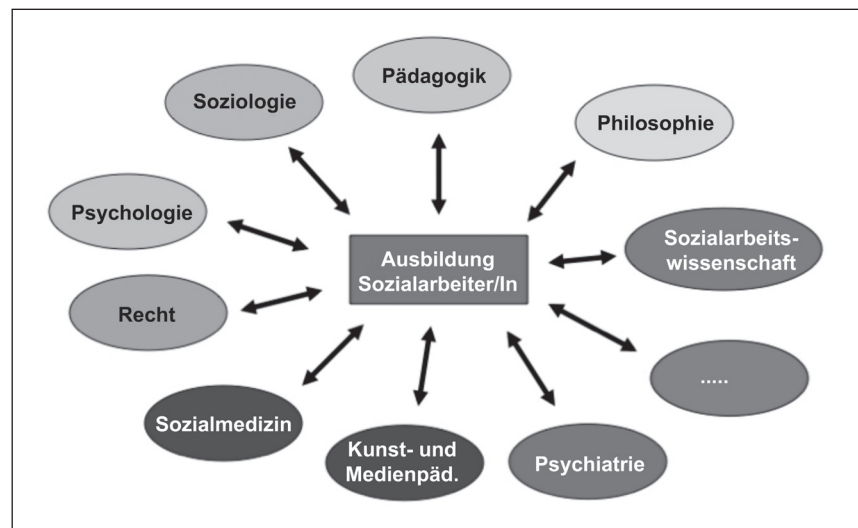 Pädagogik
Soziologie
Philosophie
Psychologie
Sozialarbeits-
wissenschaft
Ausbildung
Sozialarbeiter/In
Recht
.....
Sozialmedizin
Kunst- und
Medienpäd.
Psychiatrie